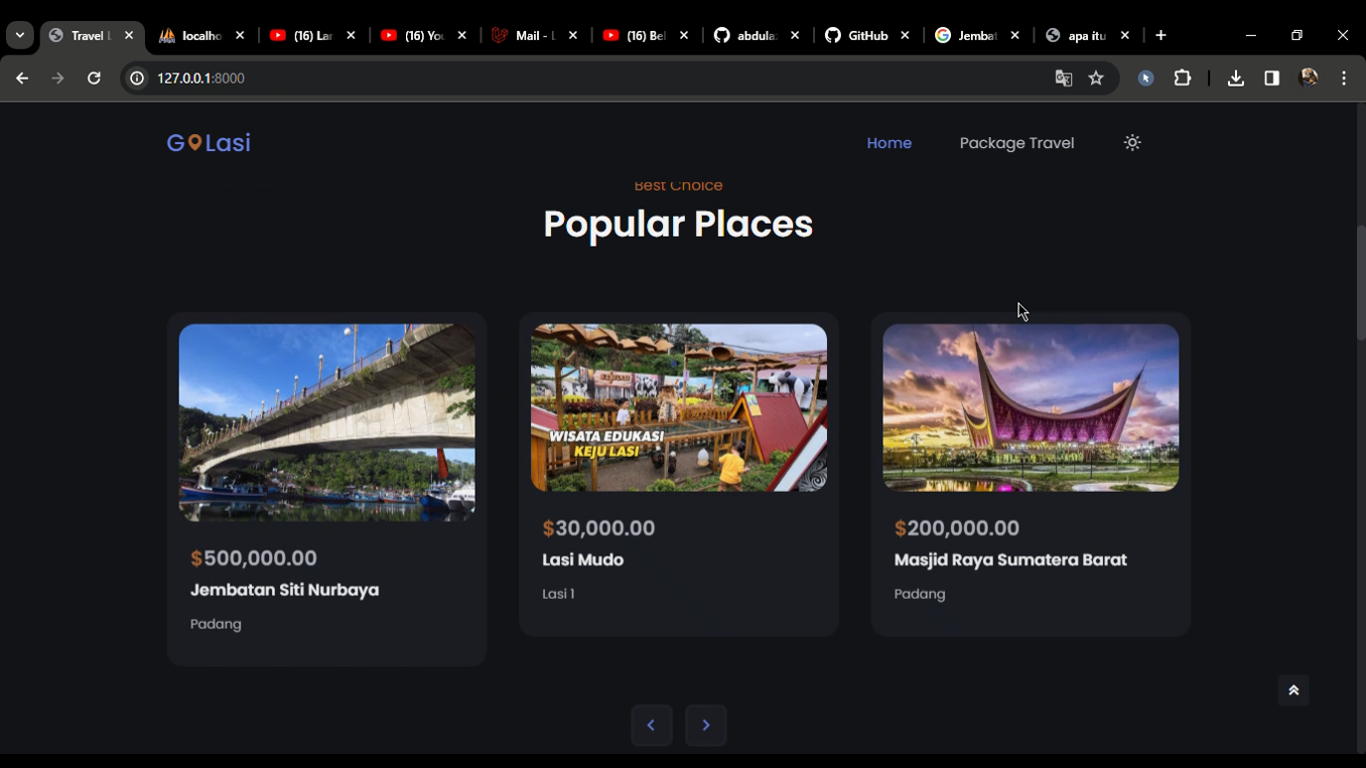 Travel L
localho
(16) Lar
(16) You
Mail - L
(16) Bel
abdula
GitHub
Jembat
apa itu
127.0.0.1:8000
G Lasi
Home
Package Travel
Best Choice
Popular Places
WISATA EDUKASI
KEJU LASI
$500,000.00
Jembatan Siti Nurbaya
Padang
$30,000.00
Lasi Mudo
Lasi 1
$200,000.00
Masjid Raya Sumatera Barat
Padang